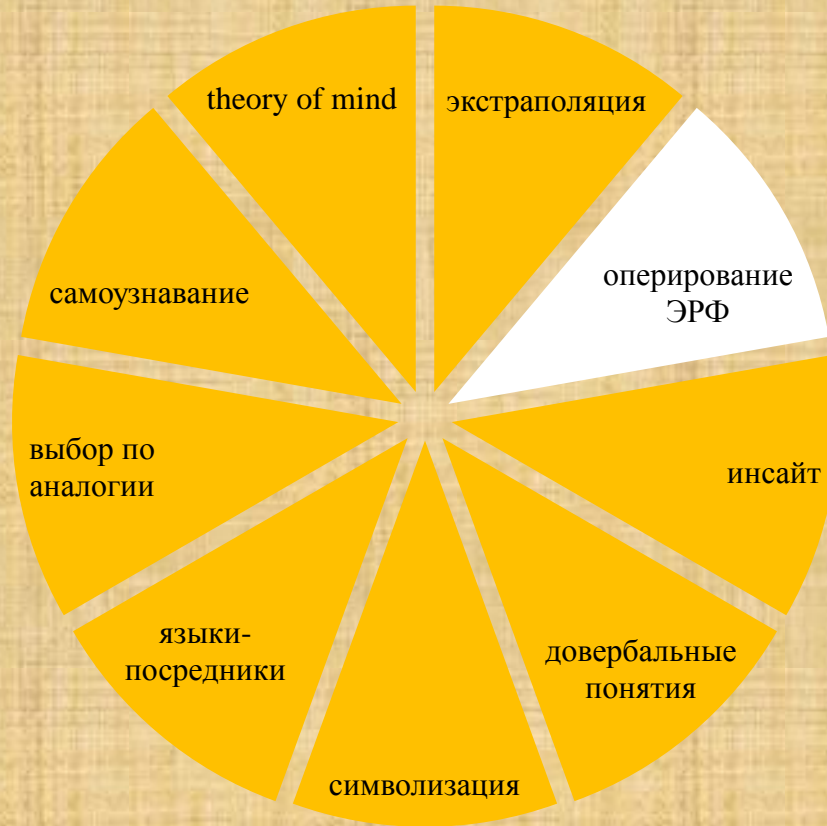 theory of mind
экстраполяция
оперирование
ЭРФ
инсайт
довербальные
понятия
символизация
языки-
посредники
выбор по
аналогии
самоузнавание